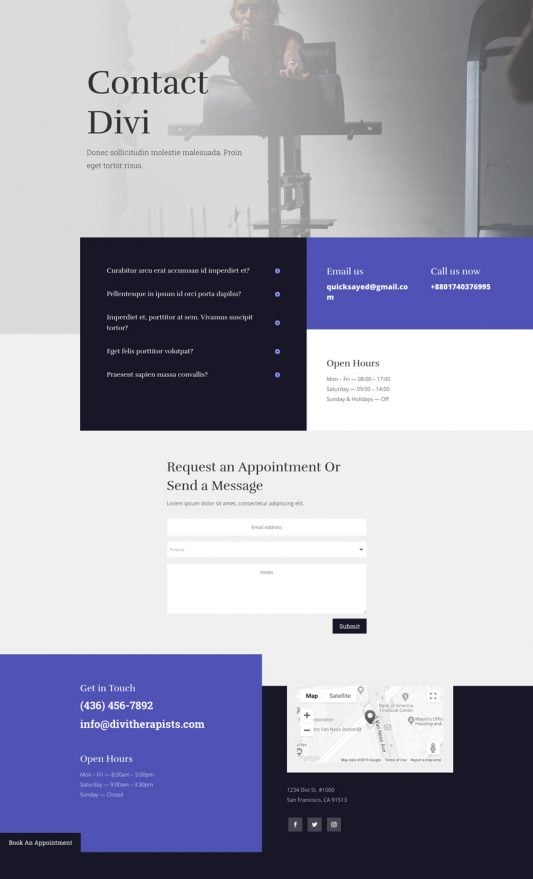 Contact
Divi
Donec sollicitudin molestie malesuada. Proin
eget tortor risus.
Curabitur arcu erat accumsan id imperdiet et?
Pellentesque in ipsum id orci porta dapibu?
Imperdiet et, porttitor at sem. Vivamus suscipit
tortor?
Eget felis porttitor volutpat?
Praesent sapien massa convallis?
Email us
quicksayed@gmail.co
m
Call us now
+8801740376995
Open Hours
Mon – Fri — 08:00 – 17:00
Saturday — 09:00 – 14:00
Sunday & Holidays — Off
Request an Appointment Or
Send a Message
Lorem ipsum dolor sit amet, consectetur adipiscing elit.
Email Address
Notes
Submit
Get in Touch
(436) 456-7892
info@divitherapists.com
Open Hours
Mon – Fri — 8:00am – 5:00pm
Saturday — 9:00am – 3:30pm
Sunday — Closed
Book An Appointment
Map
Satellite
Bank of America
Financial Center
Mayor's Offi
Housing and
orporation
tro Van Ness Station
S Van Ness Ave
Map data ©2019 Google
Terms of Use
Report a map error
1234 Divi St. #1000
San Francisco, CA 91513